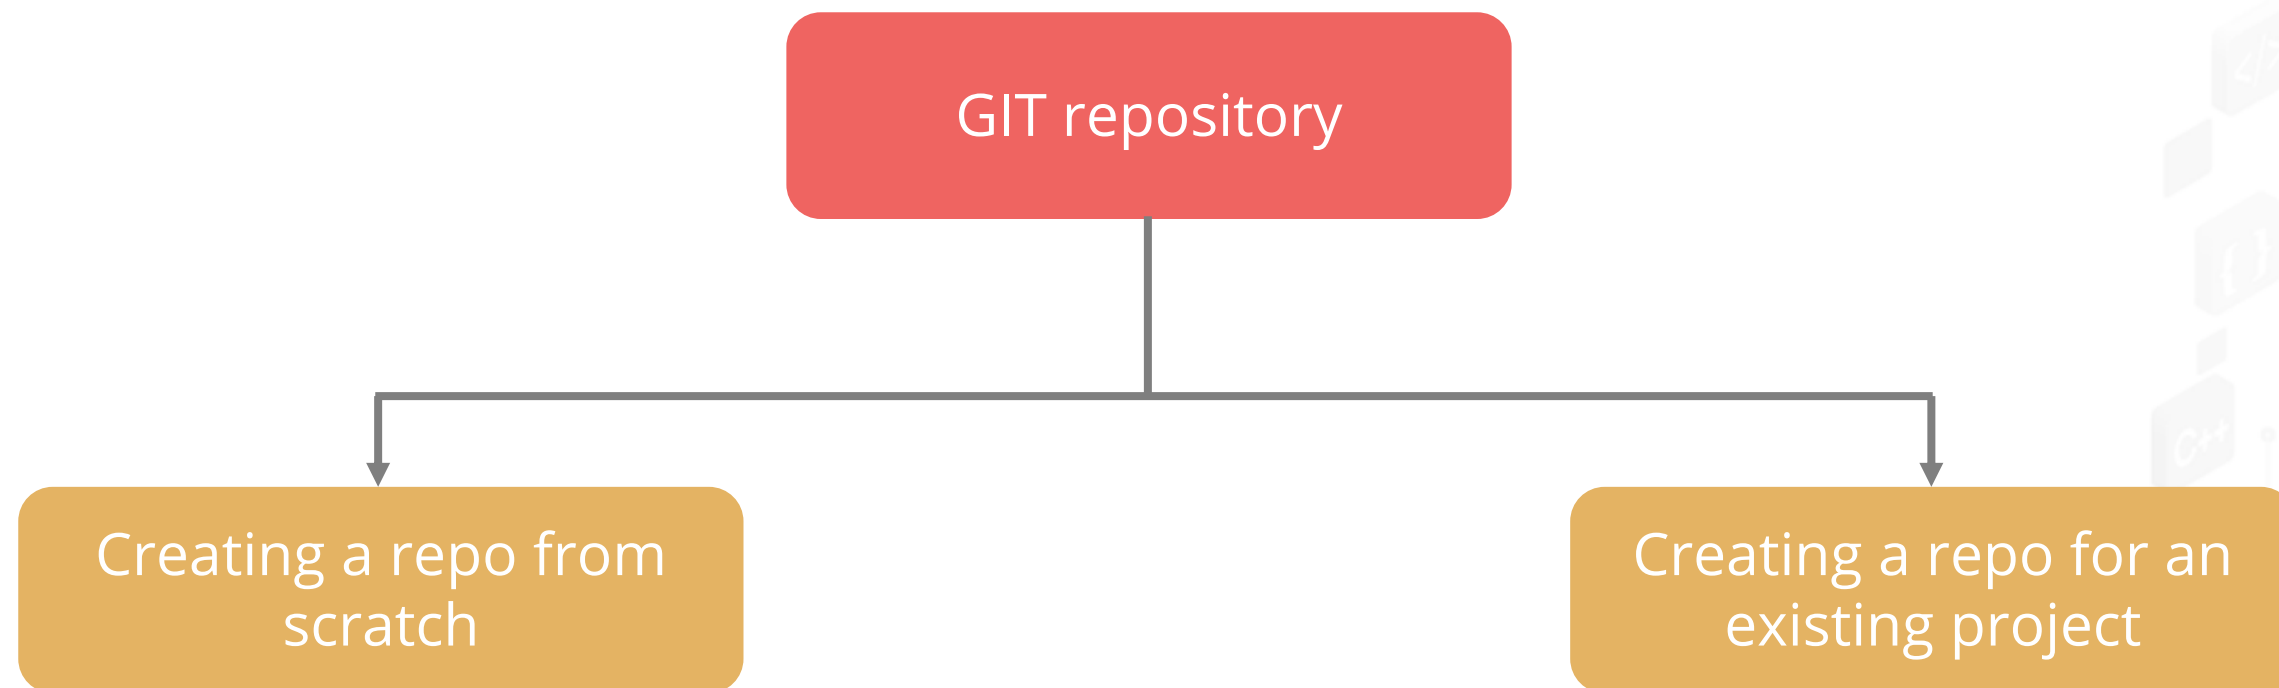 GIT repository
Creating a repo from
scratch
Creating a repo for an
existing project
</>
{ }
C++